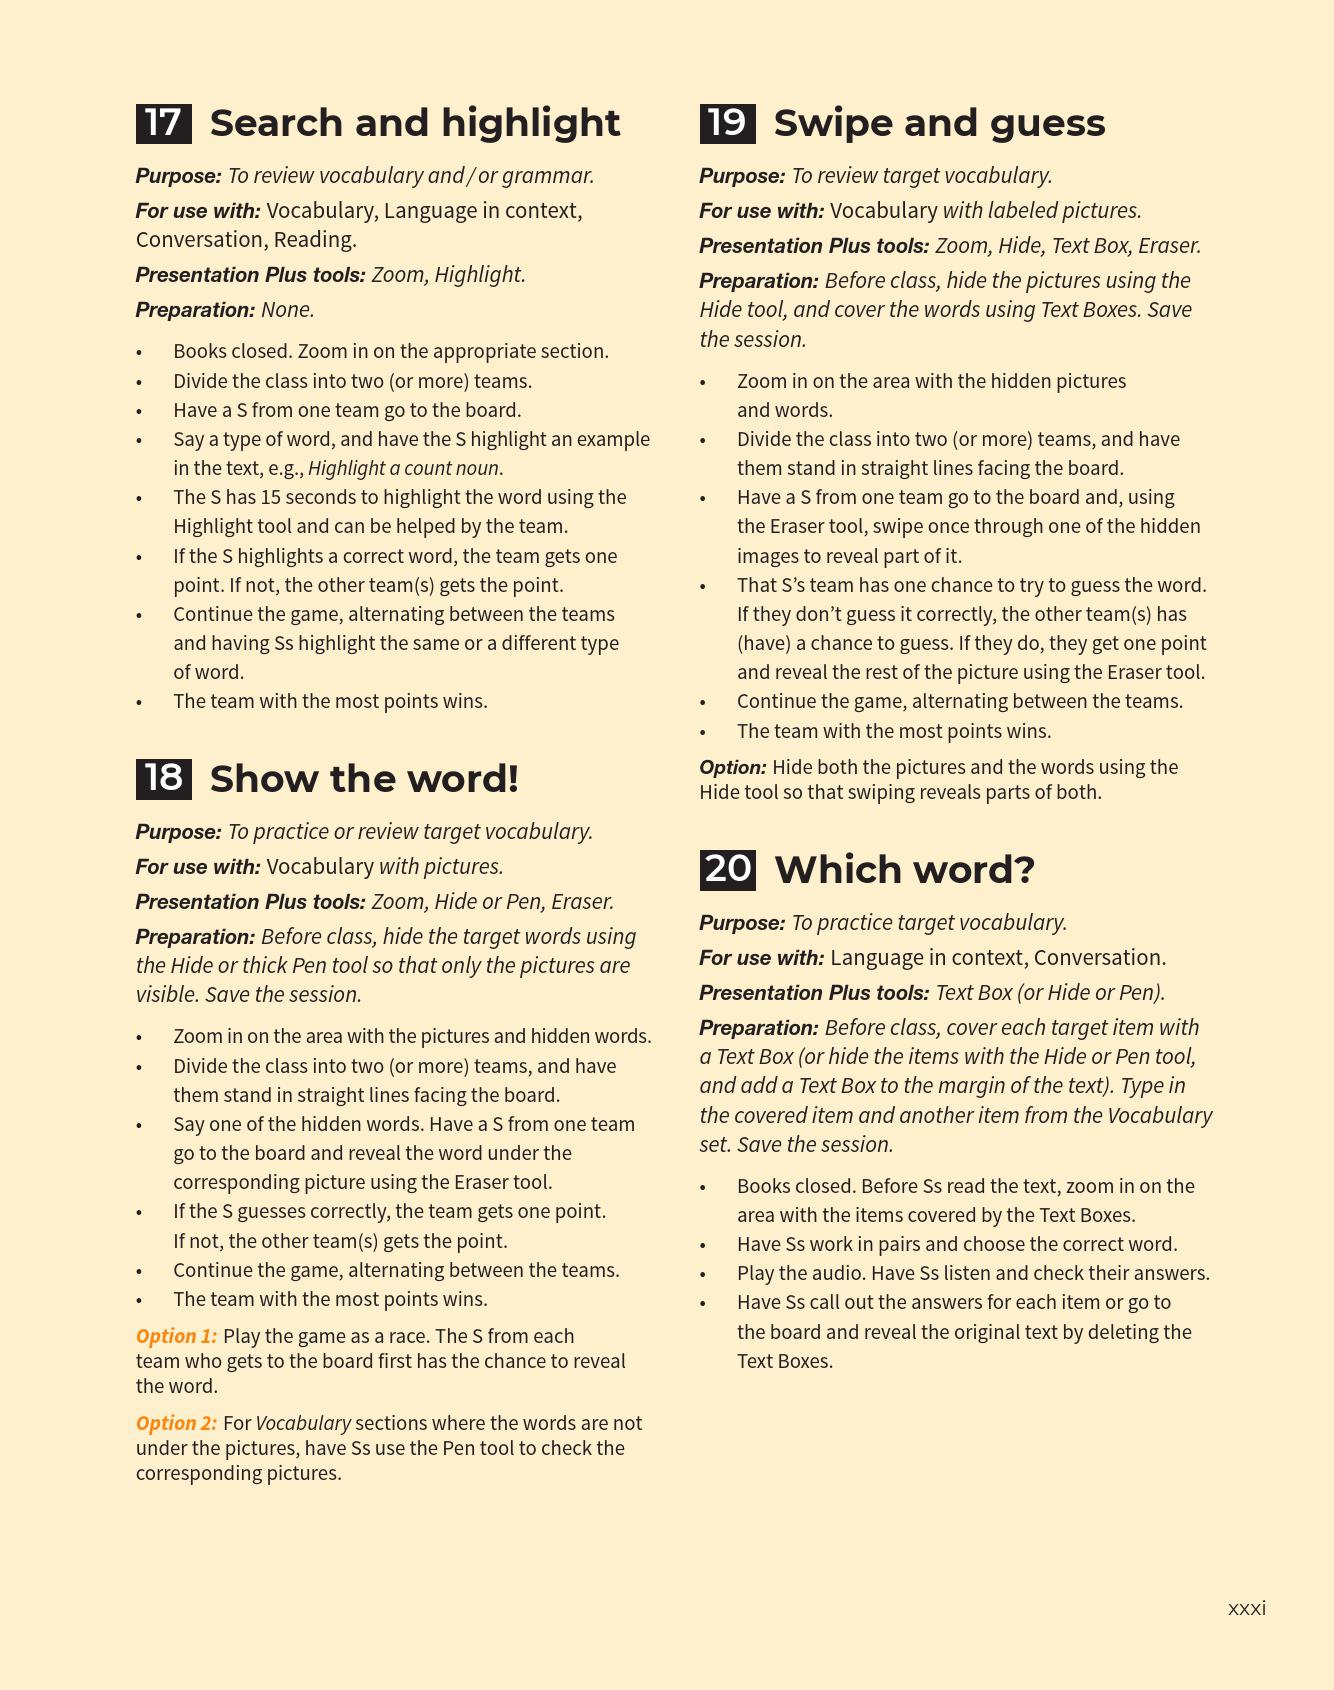 17 Search and highlight
Purpose: To review vocabulary and/or grammar.
For use with: Vocabulary, Language in context,
Conversation, Reading.
Presentation Plus tools: Zoom, Highlight.
Preparation: None.
• Books closed. Zoom in on the appropriate section.
• Divide the class into two (or more) teams.
• Have a S from one team go to the board.
• Say a type of word, and have the S highlight an example
in the text, e.g., Highlight a count noun.
• The S has 15 seconds to highlight the word using the
Highlight tool and can be helped by the team.
• If the S highlights a correct word, the team gets one
point. If not, the other team(s) gets the point.
• Continue the game, alternating between the teams
and having Ss highlight the same or a different type
of word.
• The team with the most points wins.
18 Show the word!
Purpose: To practice or review target vocabulary.
For use with: Vocabulary with pictures.
Presentation Plus tools: Zoom, Hide or Pen, Eraser.
Preparation: Before class, hide the target words using
the Hide or thick Pen tool so that only the pictures are
visible. Save the session.
• Zoom in on the area with the pictures and hidden words.
• Divide the class into two (or more) teams, and have
them stand in straight lines facing the board.
• Say one of the hidden words. Have a S from one team
go to the board and reveal the word under the
corresponding picture using the Eraser tool.
• If the S guesses correctly, the team gets one point.
If not, the other team(s) gets the point.
• Continue the game, alternating between the teams.
• The team with the most points wins.
Option 1: Play the game as a race. The S from each
team who gets to the board first has the chance to reveal
the word.
Option 2: For Vocabulary sections where the words are not
under the pictures, have Ss use the Pen tool to check the
corresponding pictures.
19 Swipe and guess
Purpose: To review target vocabulary.
For use with: Vocabulary with labeled pictures.
Presentation Plus tools: Zoom, Hide, Text Box, Eraser.
Preparation: Before class, hide the pictures using the
Hide tool, and cover the words using Text Boxes. Save
the session.
• Zoom in on the area with the hidden pictures
and words.
• Divide the class into two (or more) teams, and have
them stand in straight lines facing the board.
• Have a S from one team go to the board and, using
the Eraser tool, swipe once through one of the hidden
images to reveal part of it.
• That S’s team has one chance to try to guess the word.
If they don’t guess it correctly, the other team(s) has
(have) a chance to guess. If they do, they get one point
and reveal the rest of the picture using the Eraser tool.
• Continue the game, alternating between the teams.
• The team with the most points wins.
Option: Hide both the pictures and the words using the
Hide tool so that swiping reveals parts of both.
20 Which word?
Purpose: To practice target vocabulary.
For use with: Language in context, Conversation.
Presentation Plus tools: Text Box (or Hide or Pen).
Preparation: Before class, cover each target item with
a Text Box (or hide the items with the Hide or Pen tool,
and add a Text Box to the margin of the text). Type in
the covered item and another item from the Vocabulary
set. Save the session.
• Books closed. Before Ss read the text, zoom in on the
area with the items covered by the Text Boxes.
• Have Ss work in pairs and choose the correct word.
• Play the audio. Have Ss listen and check their answers.
• Have Ss call out the answers for each item or go to
the board and reveal the original text by deleting the
Text Boxes.
xxxi